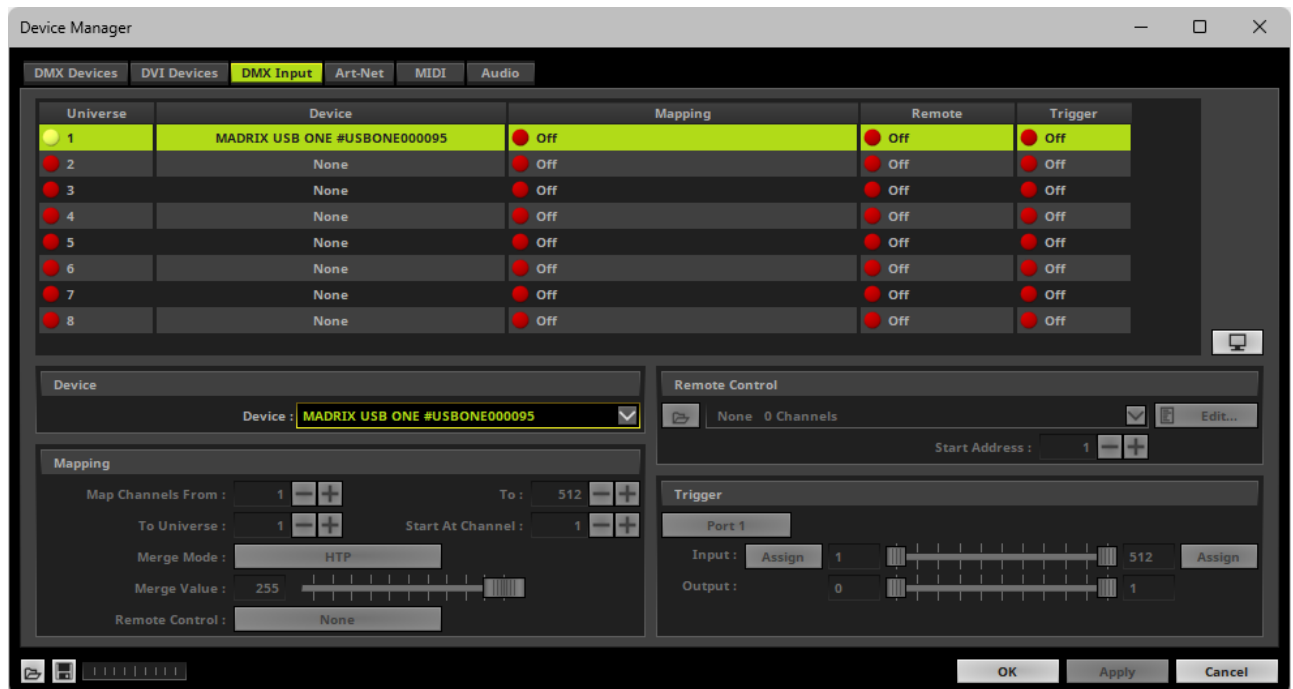 Device Manager
DMX Devices DVI Devices DMX Input Art-Net MIDI Audio
Universe Device Mapping Remote Trigger
1 MADRIX USB ONE #USBONE000095 Off Off Off
2 None Off Off Off
3 None Off Off Off
4 None Off Off Off
5 None Off Off Off
6 None Off Off Off
7 None Off Off Off
8 None Off Off Off
Device
Device : MADRIX USB ONE #USBONE000095
Remote Control
None 0 Channels Edit...
Start Address : 1
Mapping
Map Channels From : 1 To : 512
To Universe : 1 Start At Channel : 1
Merge Mode : HTP
Merge Value : 255
Remote Control : None
Trigger
Port 1
Input : Assign 1 512 Assign
Output : 0 1
OK Apply Cancel